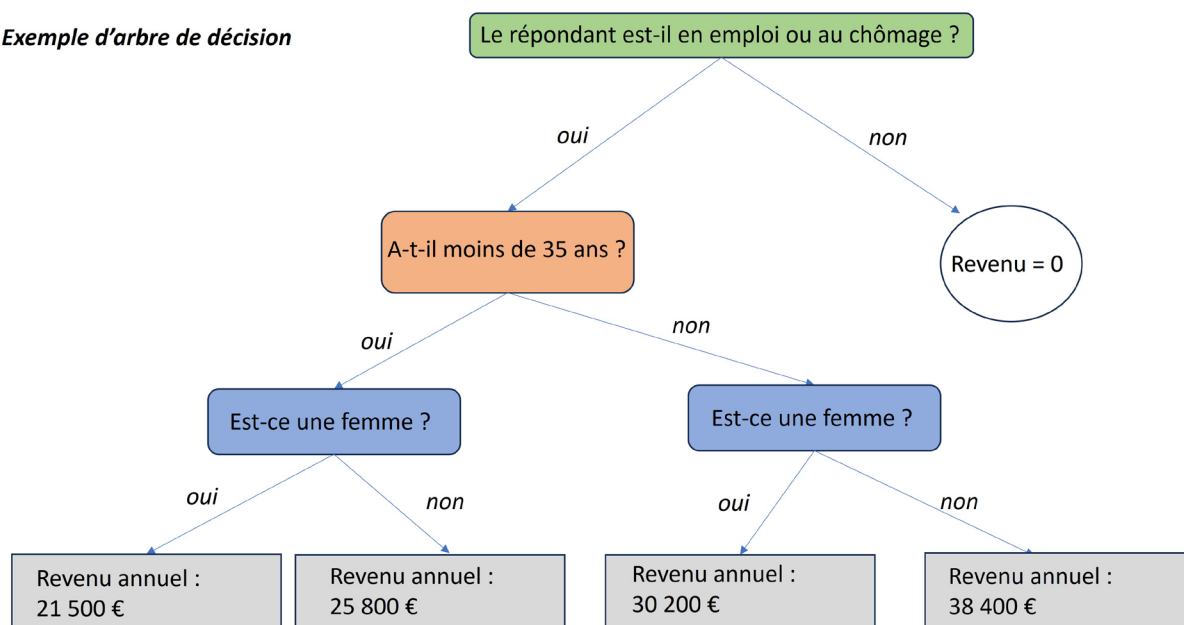 Exemple d’arbre de décision
Le répondant est-il en emploi ou au chômage ?
oui
non
A-t-il moins de 35 ans ?
Revenu = 0
oui
non
Est-ce une femme ?
Est-ce une femme ?
oui
non
oui
non
Revenu annuel :
21 500 €
Revenu annuel :
25 800 €
Revenu annuel :
30 200 €
Revenu annuel :
38 400 €